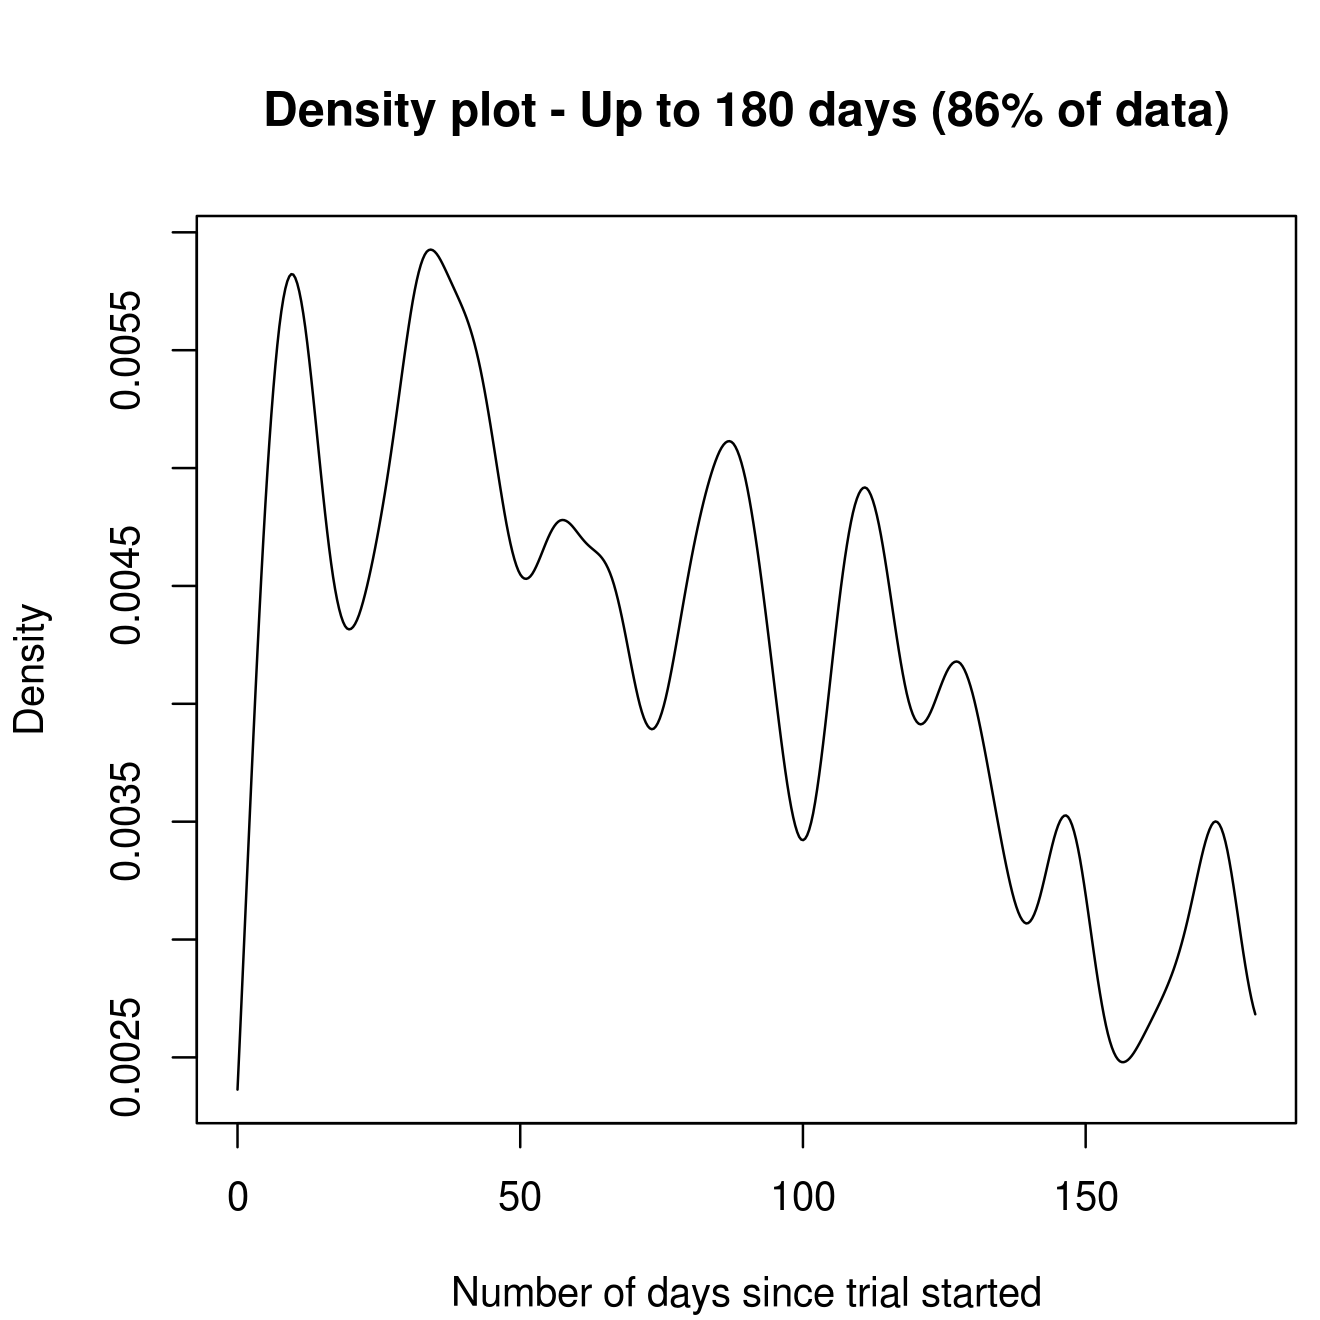 Density plot - Up to 180 days (86% of data)
Density
0.0055
0.0045
0.0035
0.0025
0 50 100 150
Number of days since trial started